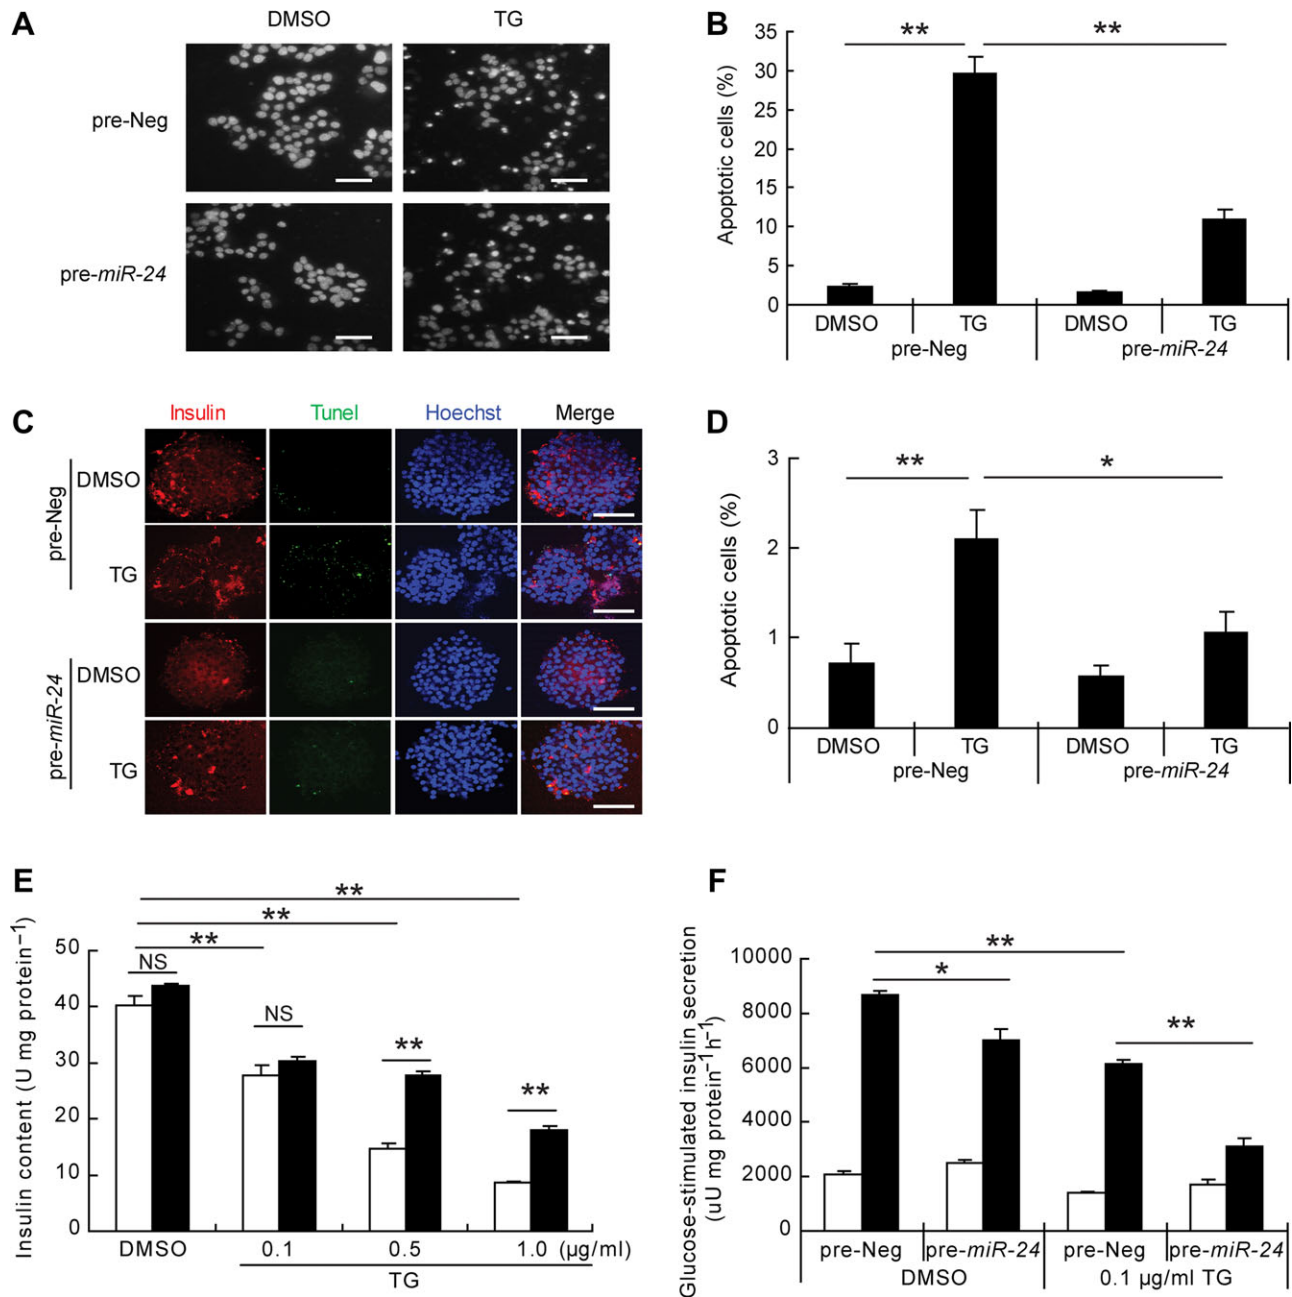 A
DMSO
TG
pre-Neg
pre-miR-24
B
Apoptotic cells (%)
35
30
25
20
15
10
5
0
**
**
DMSO
TG
DMSO
TG
pre-Neg
pre-miR-24
C
Insulin
Tunel
Hoechst
Merge
pre-Neg
DMSO
TG
pre-miR-24
DMSO
TG
D
Apoptotic cells (%)
3
2
1
0
**
*
DMSO
TG
DMSO
TG
pre-Neg
pre-miR-24
E
Insulin content (U mg protein⁻¹)
50
40
30
20
10
0
**
**
**
NS
NS
**
**
DMSO
0.1
0.5
1.0 (µg/ml)
TG
F
Glucose-stimulated insulin secretion
(uU mg protein⁻¹h⁻¹)
10000
8000
6000
4000
2000
0
**
*
**
pre-Neg
pre-miR-24
pre-Neg
pre-miR-24
DMSO
0.1 µg/ml TG